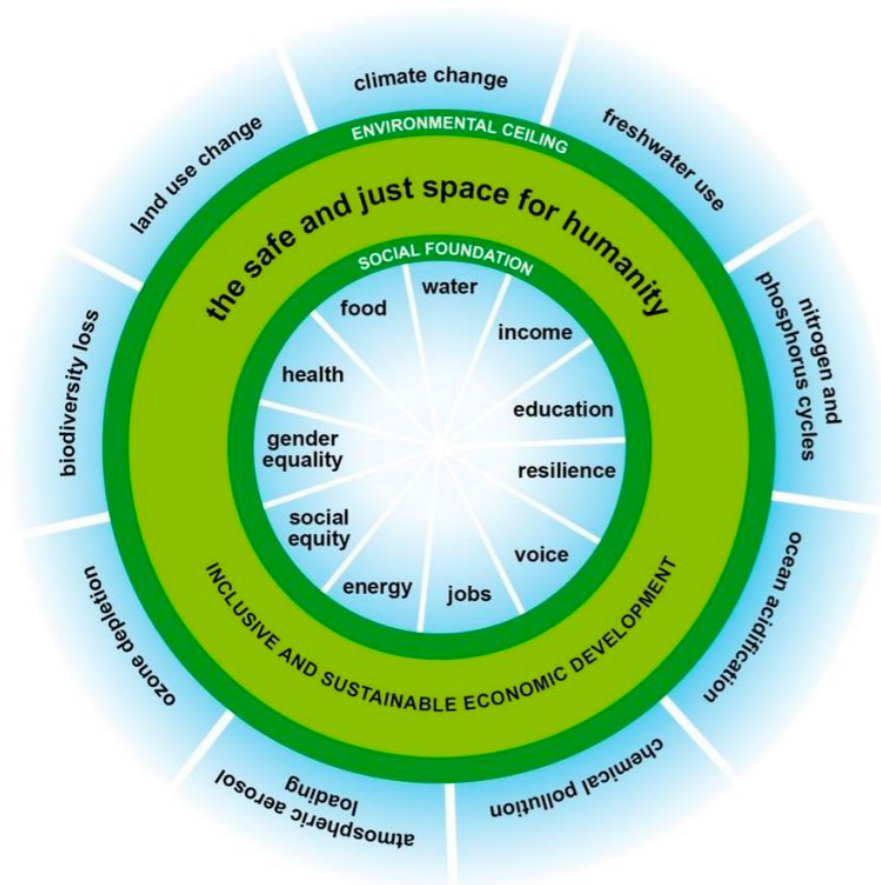 climate change
freshwater use
nitrogen and
phosphorus cycles
ocean acidification
chemical pollution
atmospheric aerosol
loading
ozone depletion
biodiversity loss
land use change
ENVIRONMENTAL CEILING
the safe and just space for humanity
SOCIAL FOUNDATION
water
income
education
resilience
voice
jobs
energy
social
equity
gender
equality
health
food
INCLUSIVE AND SUSTAINABLE ECONOMIC DEVELOPMENT